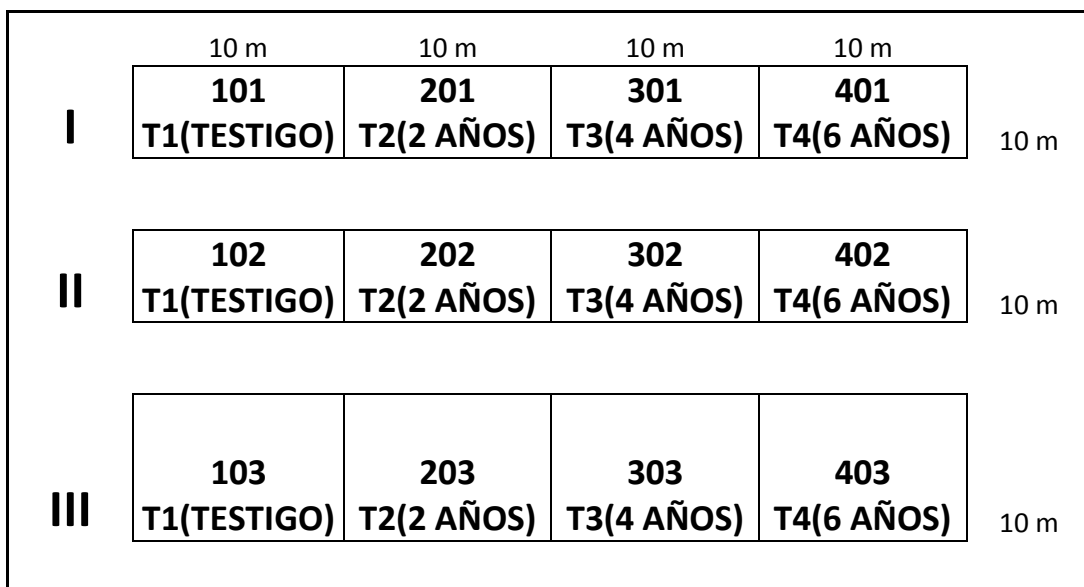 10 m 10 m 10 m 10 m
101 201 301 401
I
T1(TESTIGO) T2(2 AÑOS) T3(4 AÑOS) T4(6 AÑOS)
10 m
102 202 302 402
II
T1(TESTIGO) T2(2 AÑOS) T3(4 AÑOS) T4(6 AÑOS)
10 m
103 203 303 403
III
T1(TESTIGO) T2(2 AÑOS) T3(4 AÑOS) T4(6 AÑOS)
10 m